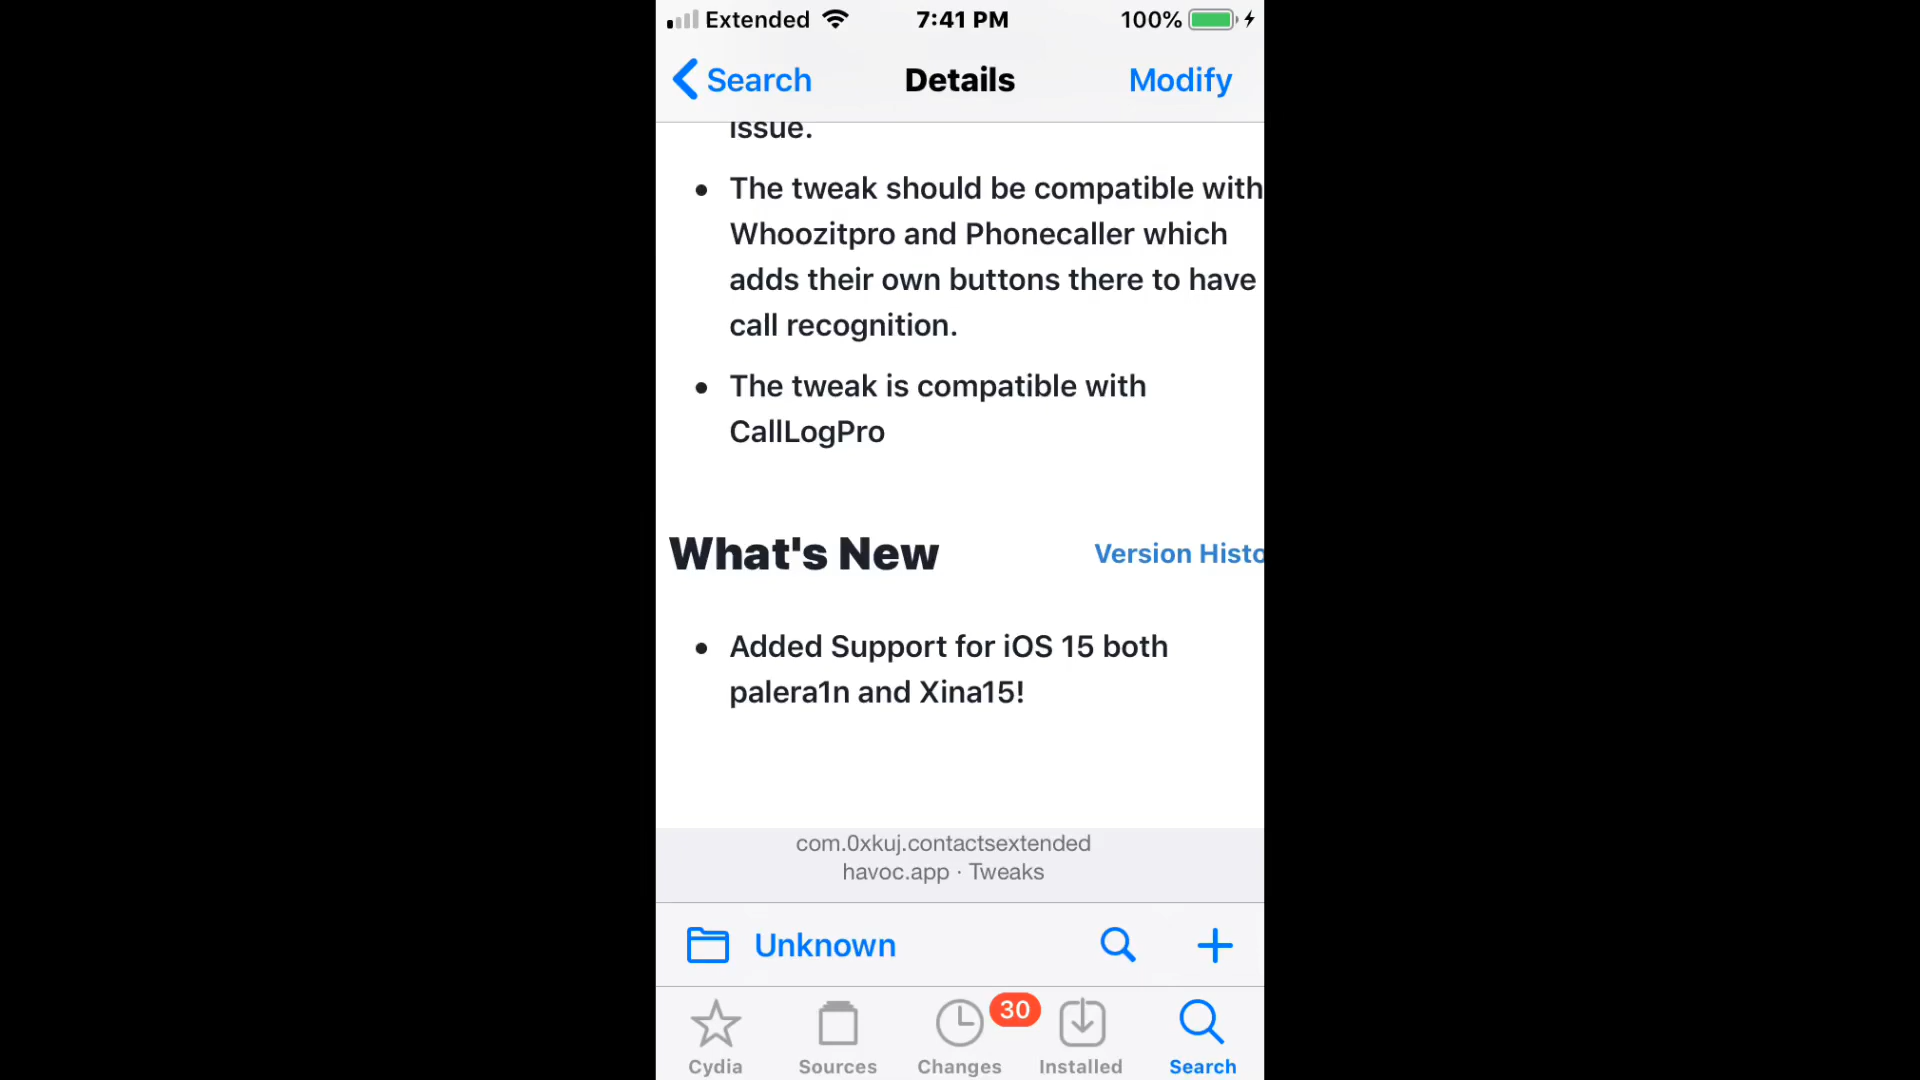 Extended 7:41 PM 100%
Search Details Modify
issue.
• The tweak should be compatible with
Whoozitpro and Phonecaller which
adds their own buttons there to have
call recognition.
• The tweak is compatible with
CallLogPro
What's New Version Histo
• Added Support for iOS 15 both
palera1n and Xina15!
com.0xkuj.contactsextended
havoc.app · Tweaks
Unknown
30
Cydia Sources Changes Installed Search